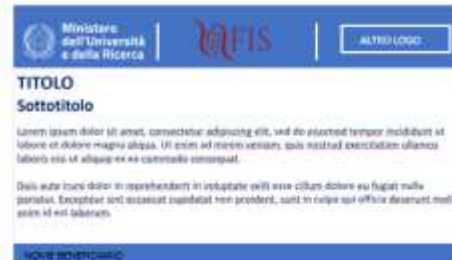 Ministero
dell'Università
e della Ricerca
FIS
ALTRO LOGO
TITOLO
Sottotitolo
Lorem ipsum dolor sit amet, consectetur adipiscing elit, sed do eiusmod tempor incididunt ut
labore et dolore magna aliqua. Ut enim ad minim veniam, quis nostrud exercitation ullamco
laboris nisi ut aliquip ex ea commodo consequat.
Duis aute irure dolor in reprehenderit in voluptate velit esse cillum dolore eu fugiat nulla
pariatur. Excepteur sint occaecat cupidatat non proident, sunt in culpa qui officia deserunt mollit
anim id est laborum.
NOME BENEFICIARIO